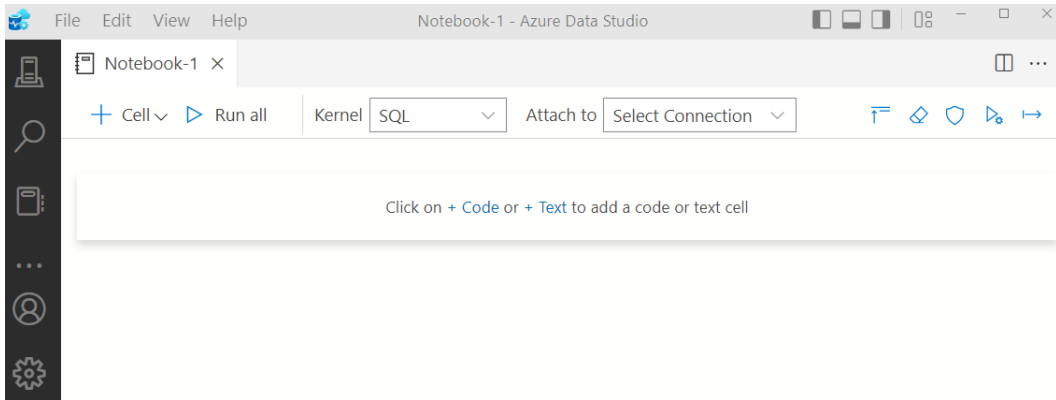 File Edit View Help Notebook-1 - Azure Data Studio
Notebook-1
Cell Run all Kernel SQL Attach to Select Connection
Click on + Code or + Text to add a code or text cell